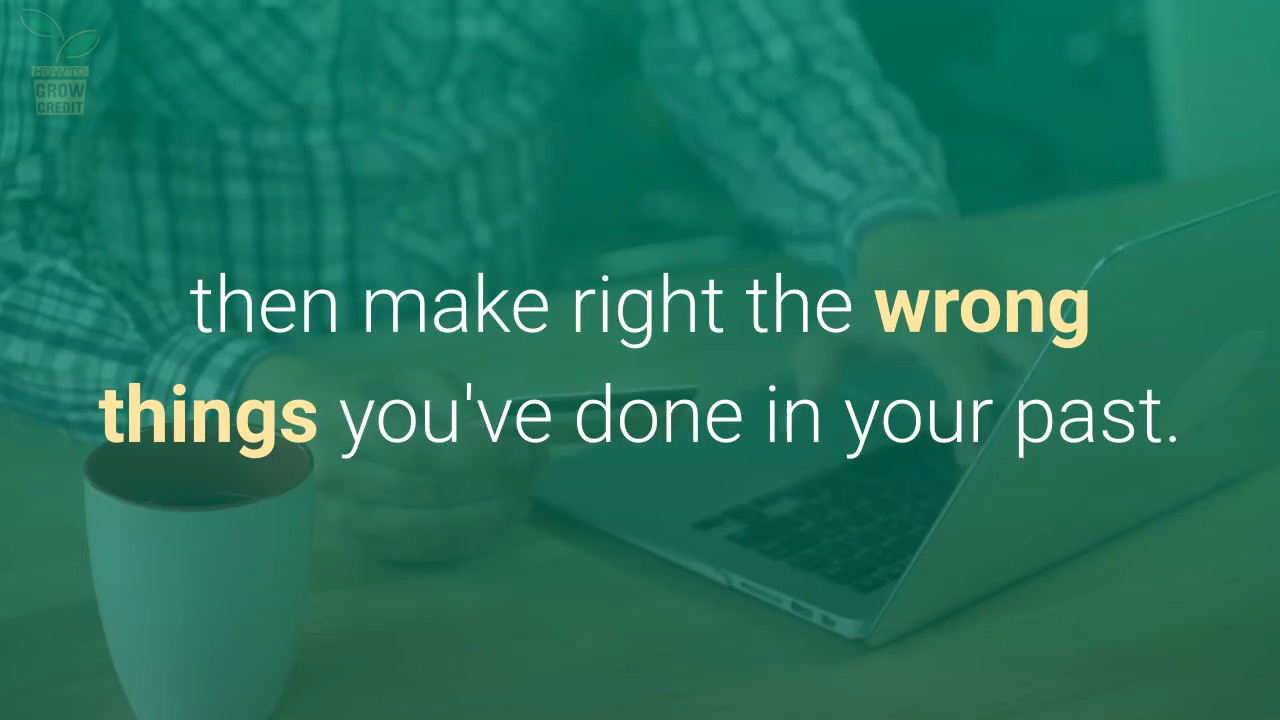 HOW TO
GROW
CREDIT
then make right the wrong
things you've done in your past.